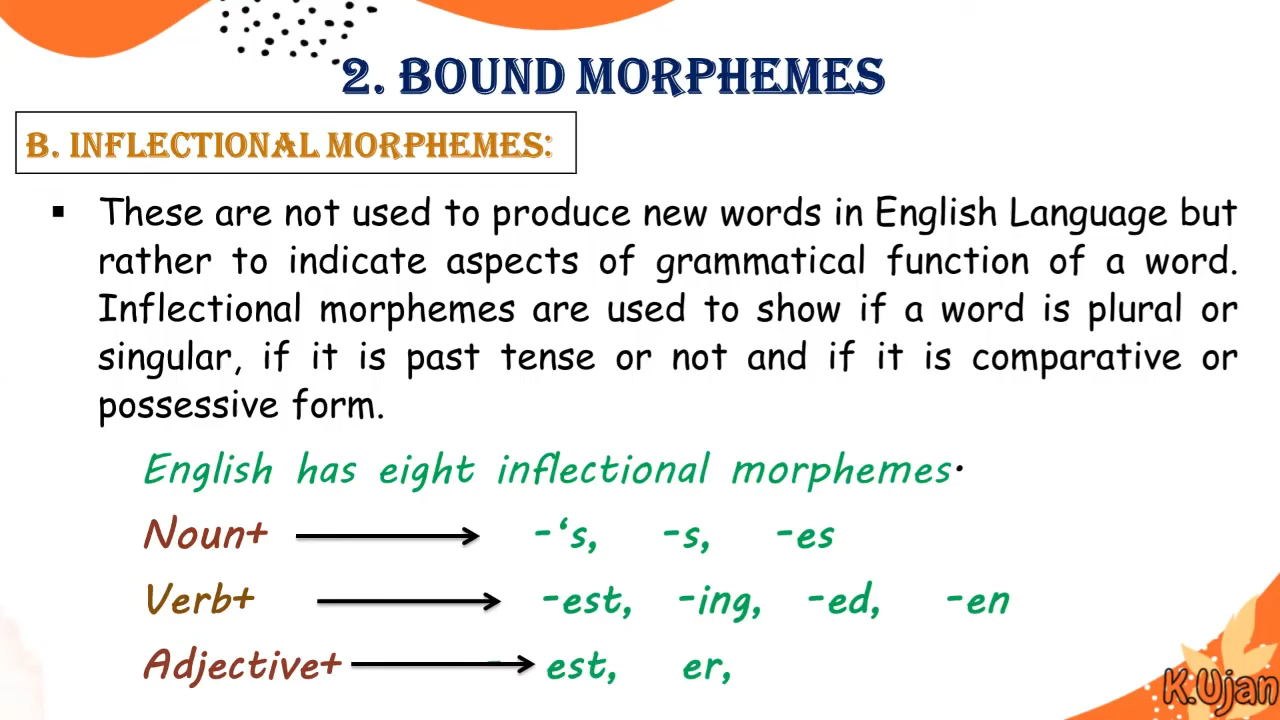 2. BOUND MORPHEMES
B. INFLECTIONAL MORPHEMES:
▪ These are not used to produce new words in English Language but
rather to indicate aspects of grammatical function of a word.
Inflectional morphemes are used to show if a word is plural or
singular, if it is past tense or not and if it is comparative or
possessive form.
English has eight inflectional morphemes.
Noun+ -‘s, -s, -es
Verb+ -est, -ing, -ed, -en
Adjective+ - est, er,
K.Ujan